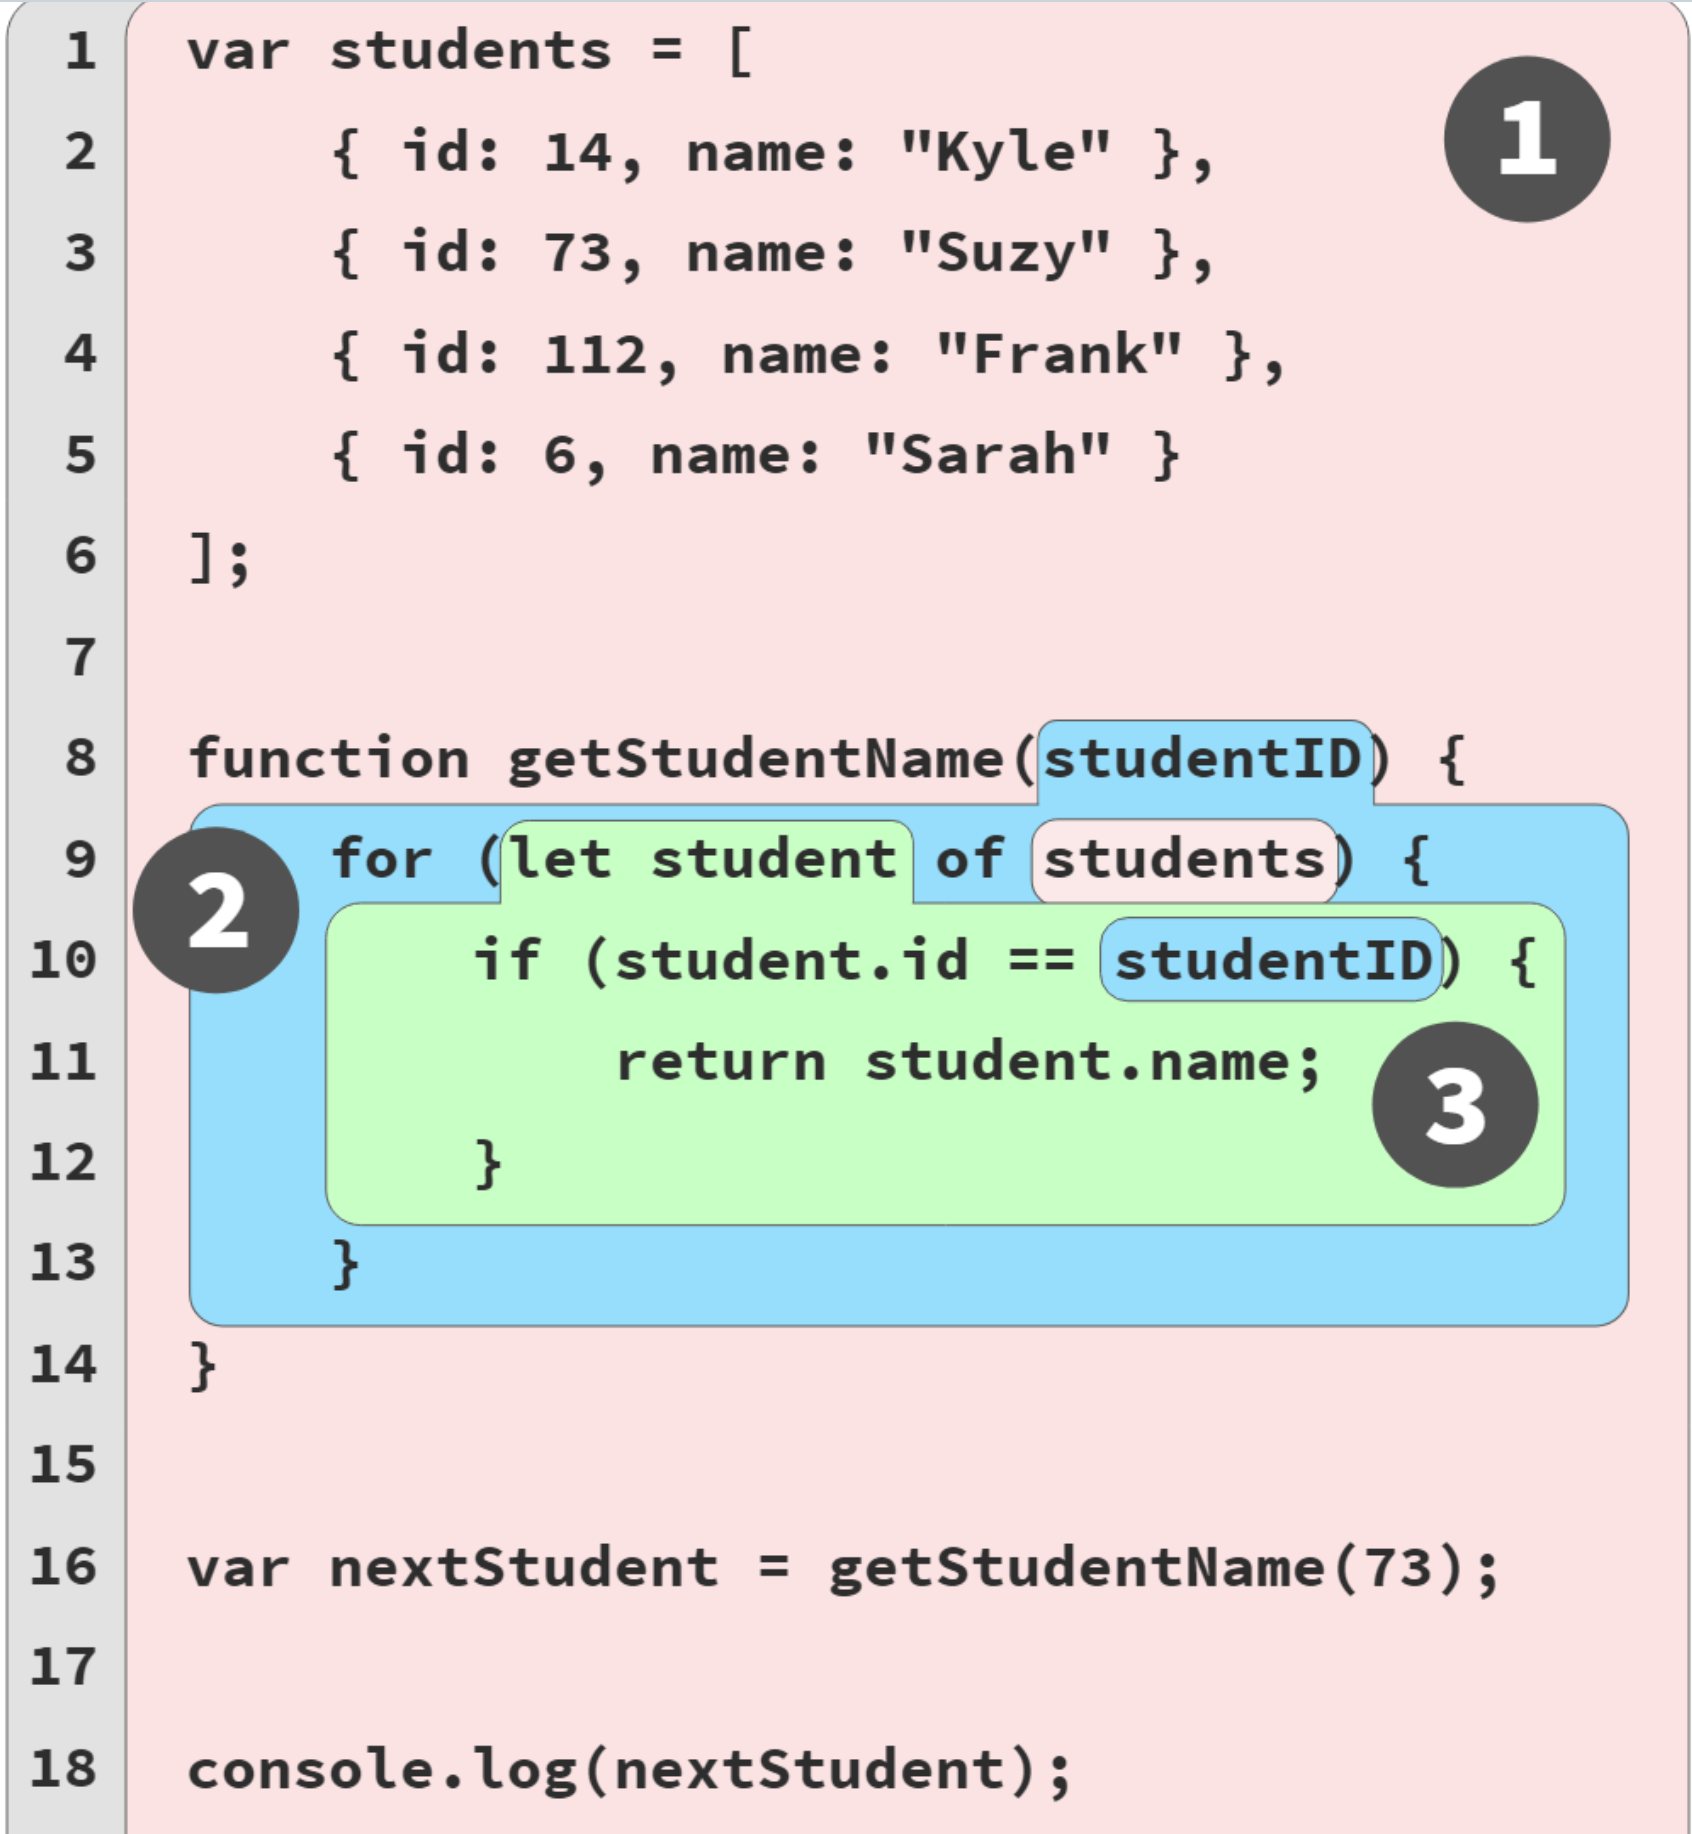 1 var students = [
2 { id: 14, name: "Kyle" },
3 { id: 73, name: "Suzy" },
4 { id: 112, name: "Frank" },
5 { id: 6, name: "Sarah" }
6 ];
7
8 function getStudentName(studentID) {
9 for (let student of students) {
10 if (student.id == studentID) {
11 return student.name;
12 }
13 }
14 }
15
16 var nextStudent = getStudentName(73);
17
18 console.log(nextStudent);
1
2
3